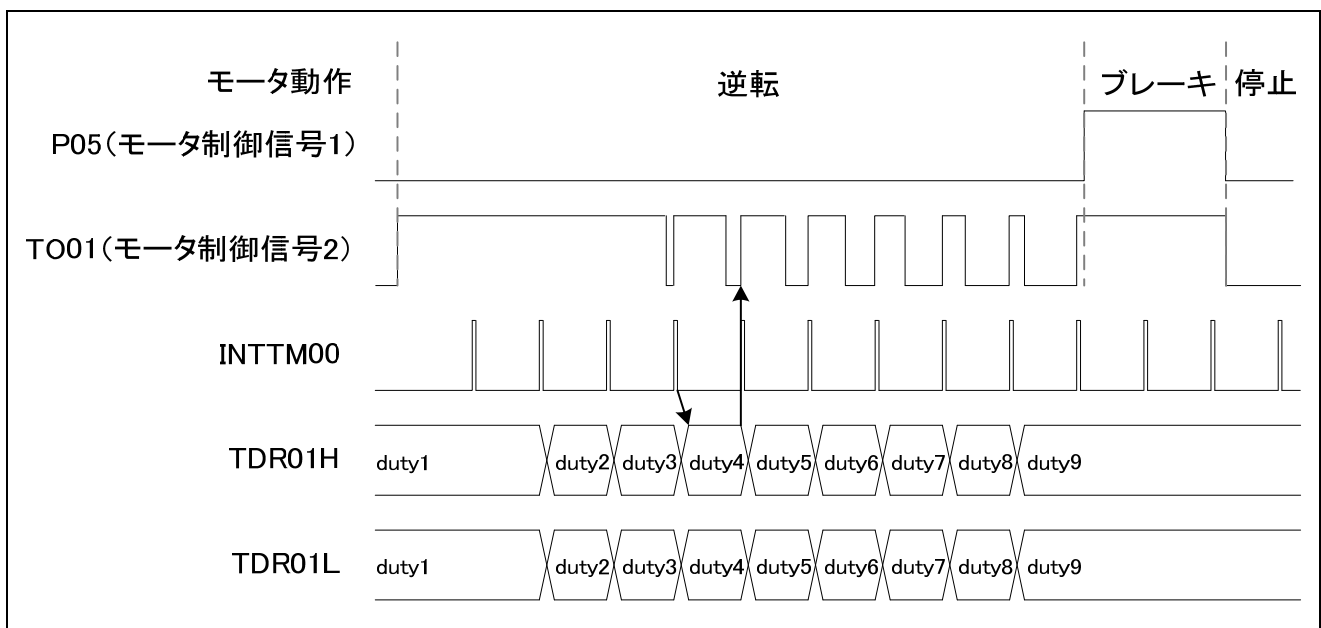 モータ動作 逆転 ブレーキ 停止
P05(モータ制御信号1)
TO01(モータ制御信号2)
INTTM00
TDR01H duty1 duty2 duty3 duty4 duty5 duty6 duty7 duty8 duty9
TDR01L duty1 duty2 duty3 duty4 duty5 duty6 duty7 duty8 duty9